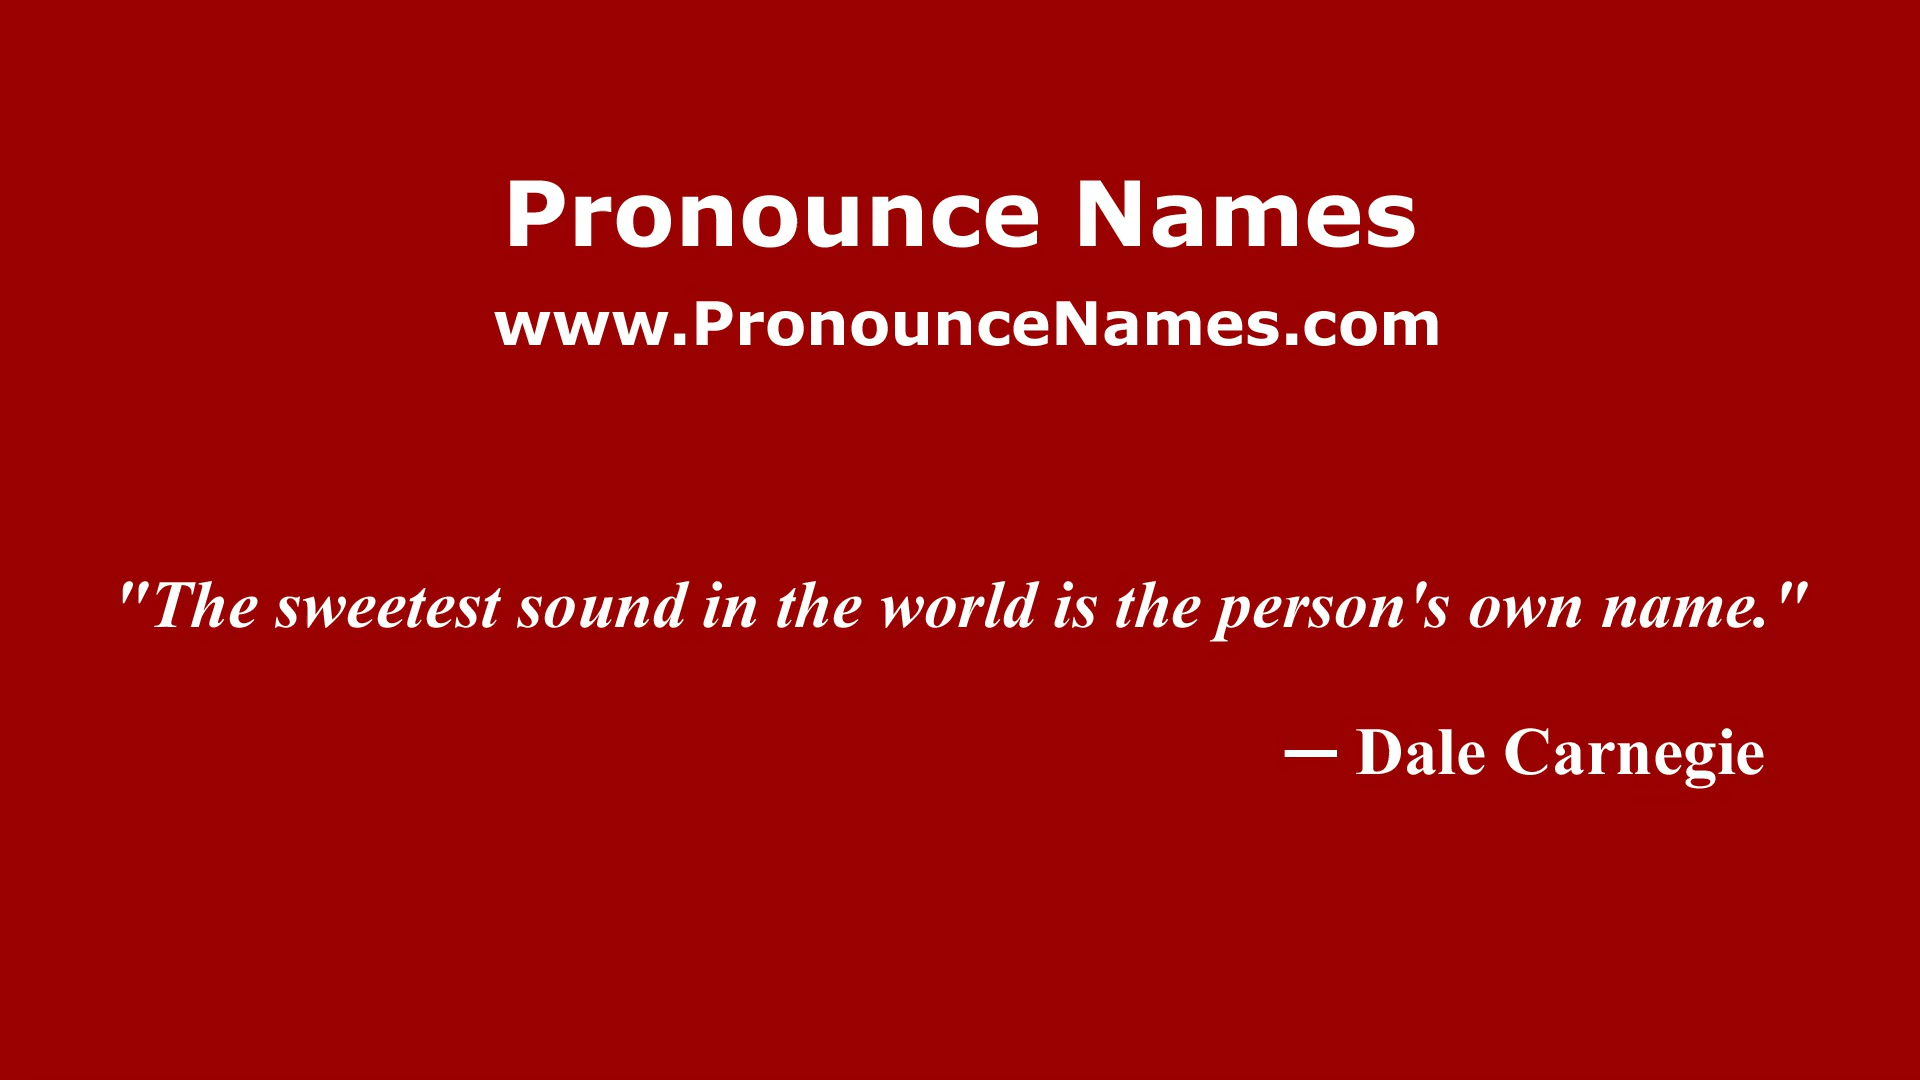 Pronounce Names
www.PronounceNames.com
"The sweetest sound in the world is the person's own name."
— Dale Carnegie